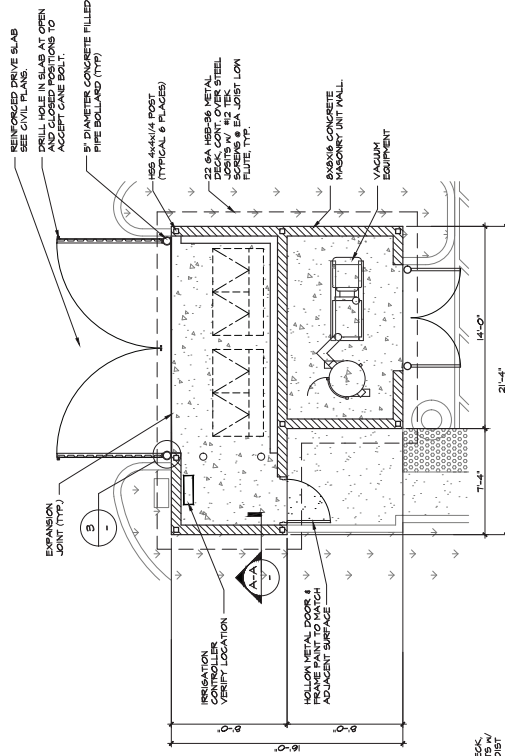 REINFORCED DRIVE SLAB
SEE CIVIL PLANS.
DRILL HOLE IN SLAB AT OPEN
AND CLOSED POSITIONS TO
ACCEPT CANE BOLT.
5" DIAMETER CONCRETE FILLED
PIPE BOLLARD (TYP)
HSS 4x4x1/4 POST
(TYPICAL 6 PLACES)
22 GA HSB-36 METAL
DECK, CONT. OVER STEEL
JOISTS W/ #12 TEK
SCREWS @ EA JOIST LOW
FLUTE, TYP.
8X8X16 CONCRETE
MASONRY UNIT WALL.
VACUUM
EQUIPMENT
EXPANSION
JOINT (TYP.)
3
-
A-A
-
IRRIGATION
CONTROLLER
VERIFY LOCATION
HOLLOW METAL DOOR &
FRAME PAINT TO MATCH
ADJACENT SURFACE
8'-0"
8'-0"
16'-0"
7'-4"
14'-0"
21'-4"
ECK,
TS W/
OIST